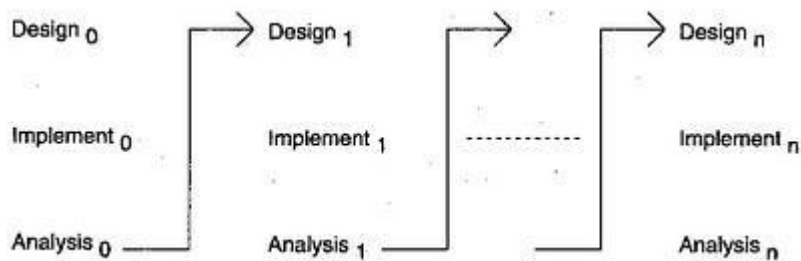 Design 0 Design 1 Design n
Implement 0 Implement 1 Implement n
Analysis 0 Analysis 1 Analysis n